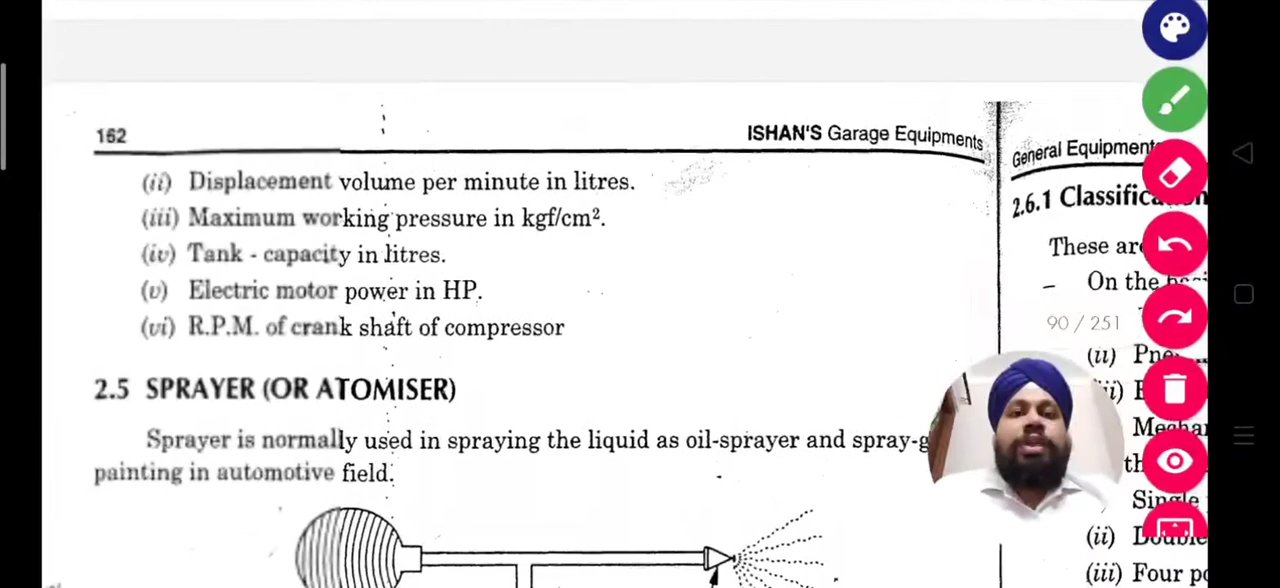 162
ISHAN'S Garage Equipments
(ii) Displacement volume per minute in litres.
(iii) Maximum working pressure in kgf/cm².
(iv) Tank - capacity in litres.
(v) Electric motor power in HP.
(vi) R.P.M. of crank shaft of compressor
2.5 SPRAYER (OR ATOMISER)
Sprayer is normally used in spraying the liquid as oil-sprayer and spray-g
painting in automotive field.
General Equipment
2.6.1 Classific
These are
– On the
90 / 251
(ii) Pne
Single
(ii) Double
(iii) Four po